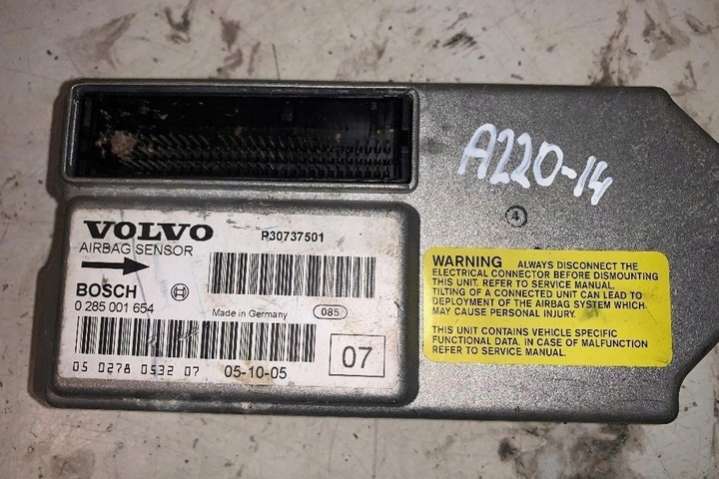 A220-14
4
VOLVO
P30737501
AIRBAG SENSOR
BOSCH
0 285 001 654
Made in Germany
085
05 0278 0532 07
05-10-05
07
WARNING ALWAYS DISCONNECT THE
ELECTRICAL CONNECTOR BEFORE DISMOUNTING
THIS UNIT. REFER TO SERVICE MANUAL.
TILTING OF A CONNECTED UNIT CAN LEAD TO
DEPLOYMENT OF THE AIRBAG SYSTEM WHICH
MAY CAUSE PERSONAL INJURY.
THIS UNIT CONTAINS VEHICLE SPECIFIC
FUNCTIONAL DATA. IN CASE OF MALFUNCTION
REFER TO SERVICE MANUAL.